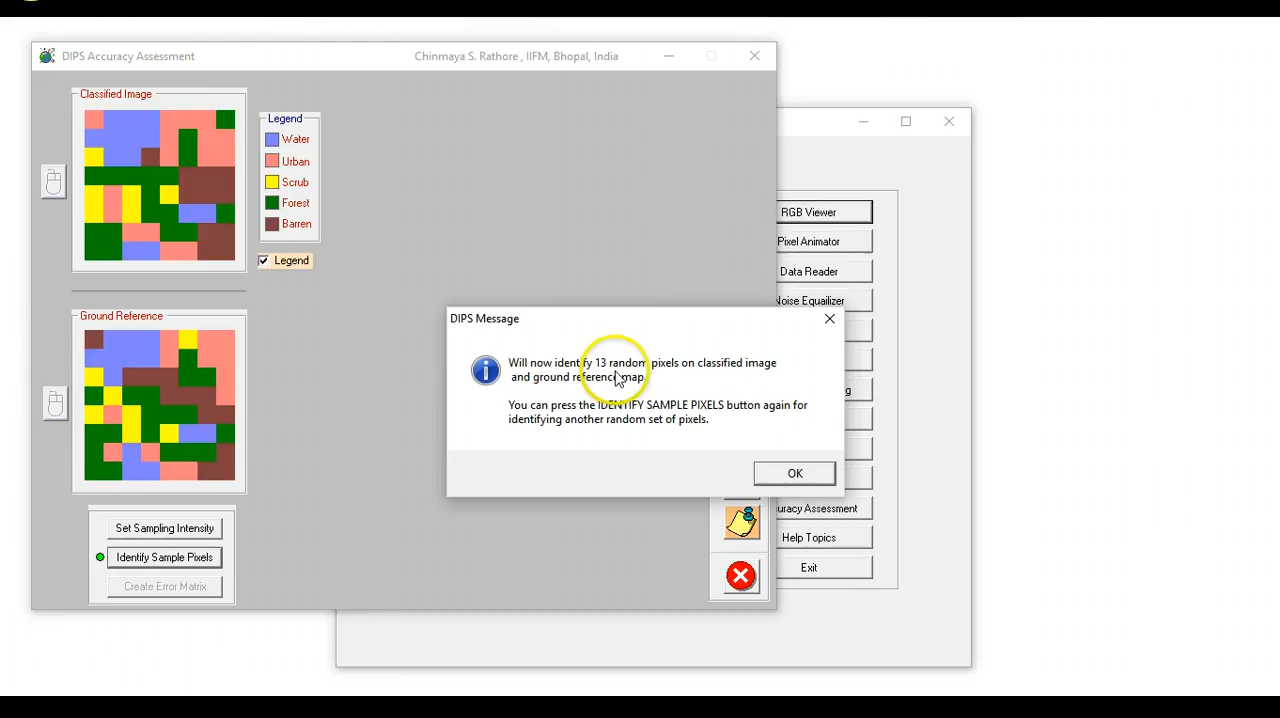 DIPS Accuracy Assessment
Chinmaya S. Rathore , IIFM, Bhopal, India
Classified Image
Legend
Water
Urban
Scrub
Forest
Barren
Legend
Ground Reference
Set Sampling Intensity
Identify Sample Pixels
Create Error Matrix
DIPS Message
Will now identify 13 random pixels on classified image
and ground reference map.
You can press the IDENTIFY SAMPLE PIXELS button again for
identifying another random set of pixels.
OK
RGB Viewer
Pixel Animator
Data Reader
Noise Equalizer
Assessment
Help Topics
Exit